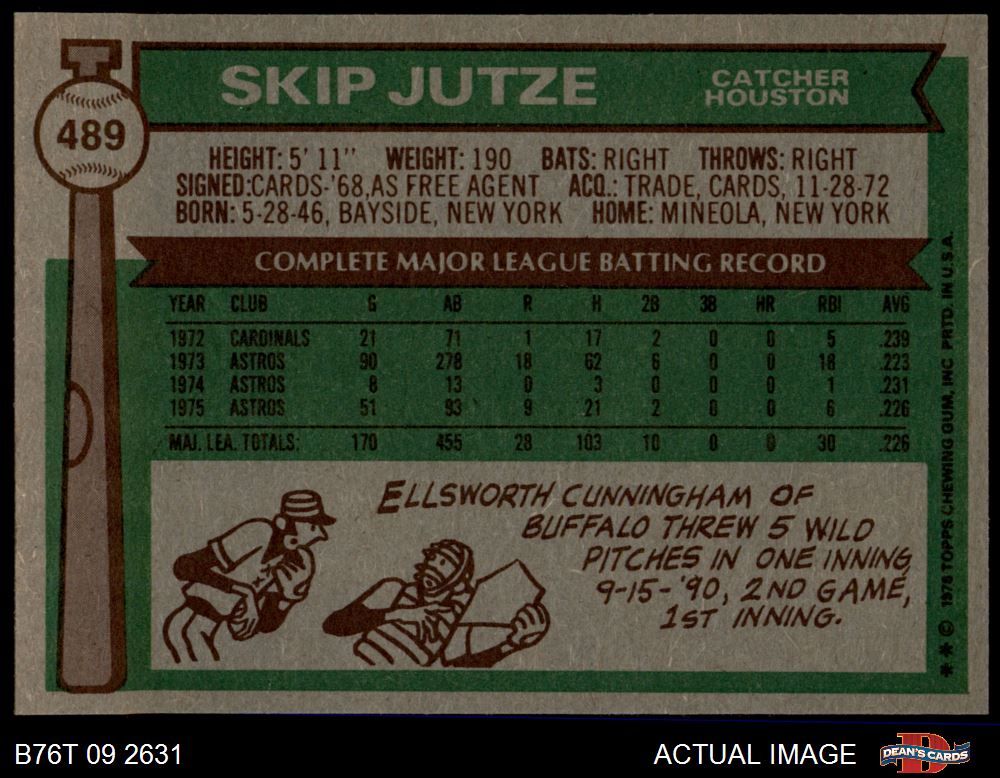 489
SKIP JUTZE
CATCHER
HOUSTON
HEIGHT: 5' 11" WEIGHT: 190 BATS: RIGHT THROWS: RIGHT
SIGNED:CARDS-'68,AS FREE AGENT ACQ.: TRADE, CARDS, 11-28-72
BORN: 5-28-46, BAYSIDE, NEW YORK HOME: MINEOLA, NEW YORK
COMPLETE MAJOR LEAGUE BATTING RECORD
YEAR CLUB G AB R H 2B 3B HR RBI AVG
1972 CARDINALS 21 71 1 17 2 0 0 5 .239
1973 ASTROS 90 278 18 62 6 0 0 18 .223
1974 ASTROS 8 13 0 3 0 0 0 1 .231
1975 ASTROS 51 93 9 21 2 0 0 6 .226
MAJ. LEA. TOTALS: 170 455 28 103 10 0 0 30 .226
ELLSWORTH CUNNINGHAM OF
BUFFALO THREW 5 WILD
PITCHES IN ONE INNING,
9-15-'90, 2ND GAME,
1ST INNING.
** © 1976 TOPPS CHEWING GUM, INC PRTD. IN U.S.A.
B76T 09 2631
ACTUAL IMAGE
D
DEAN'S CARDS